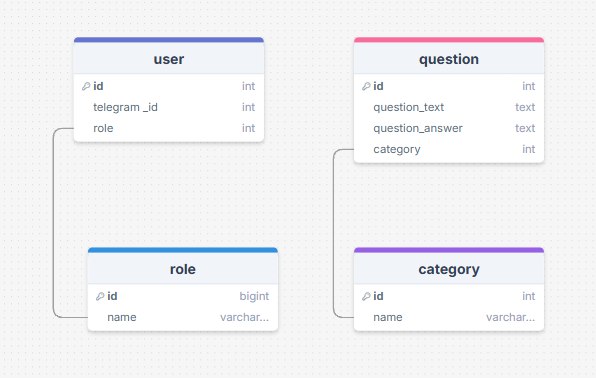 user
id int
telegram _id int
role int
question
id int
question_text text
question_answer text
category int
role
id bigint
name varchar...
category
id int
name varchar...